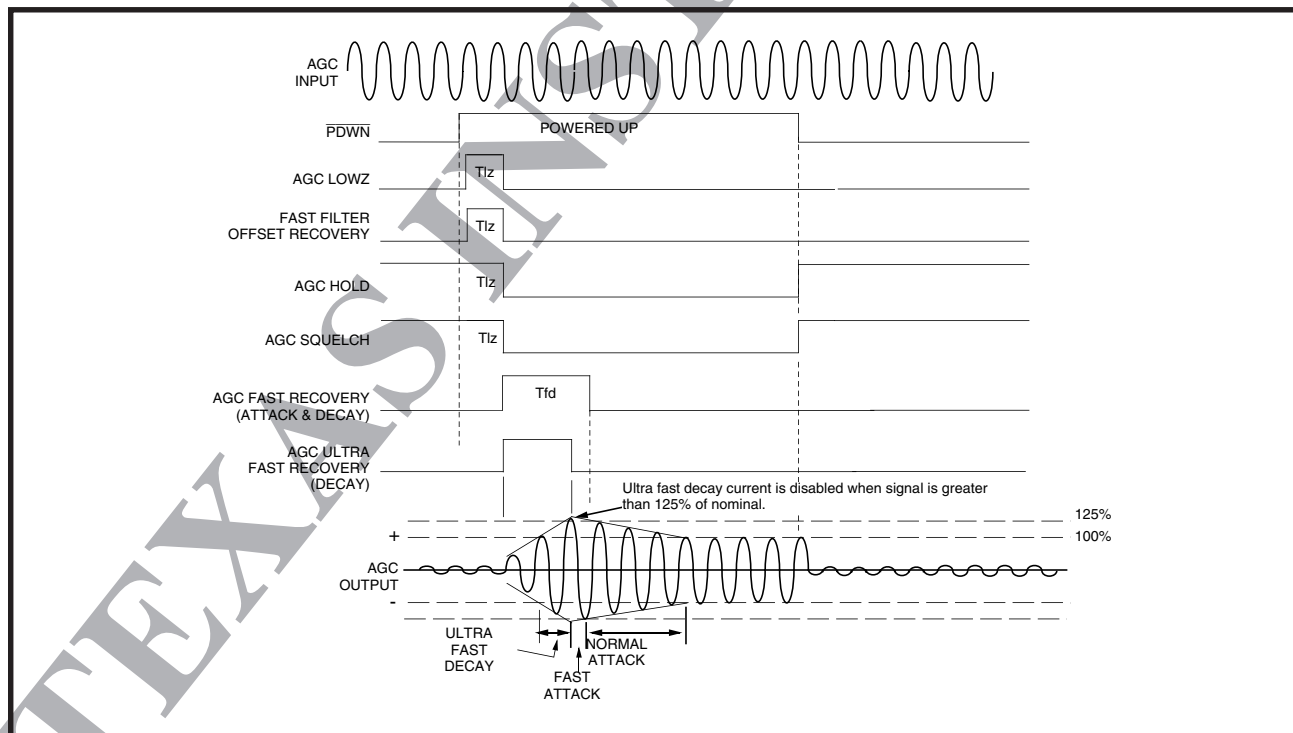 AGC
INPUT
PDWN
POWERED UP
AGC LOWZ
Tlz
FAST FILTER
OFFSET RECOVERY
Tlz
AGC HOLD
Tlz
AGC SQUELCH
Tlz
AGC FAST RECOVERY
(ATTACK & DECAY)
Tfd
AGC ULTRA
FAST RECOVERY
(DECAY)
Ultra fast decay current is disabled when signal is greater
than 125% of nominal.
125%
+
100%
AGC
OUTPUT
-
ULTRA
FAST
DECAY
NORMAL
ATTACK
FAST
ATTACK
TEXAS INST